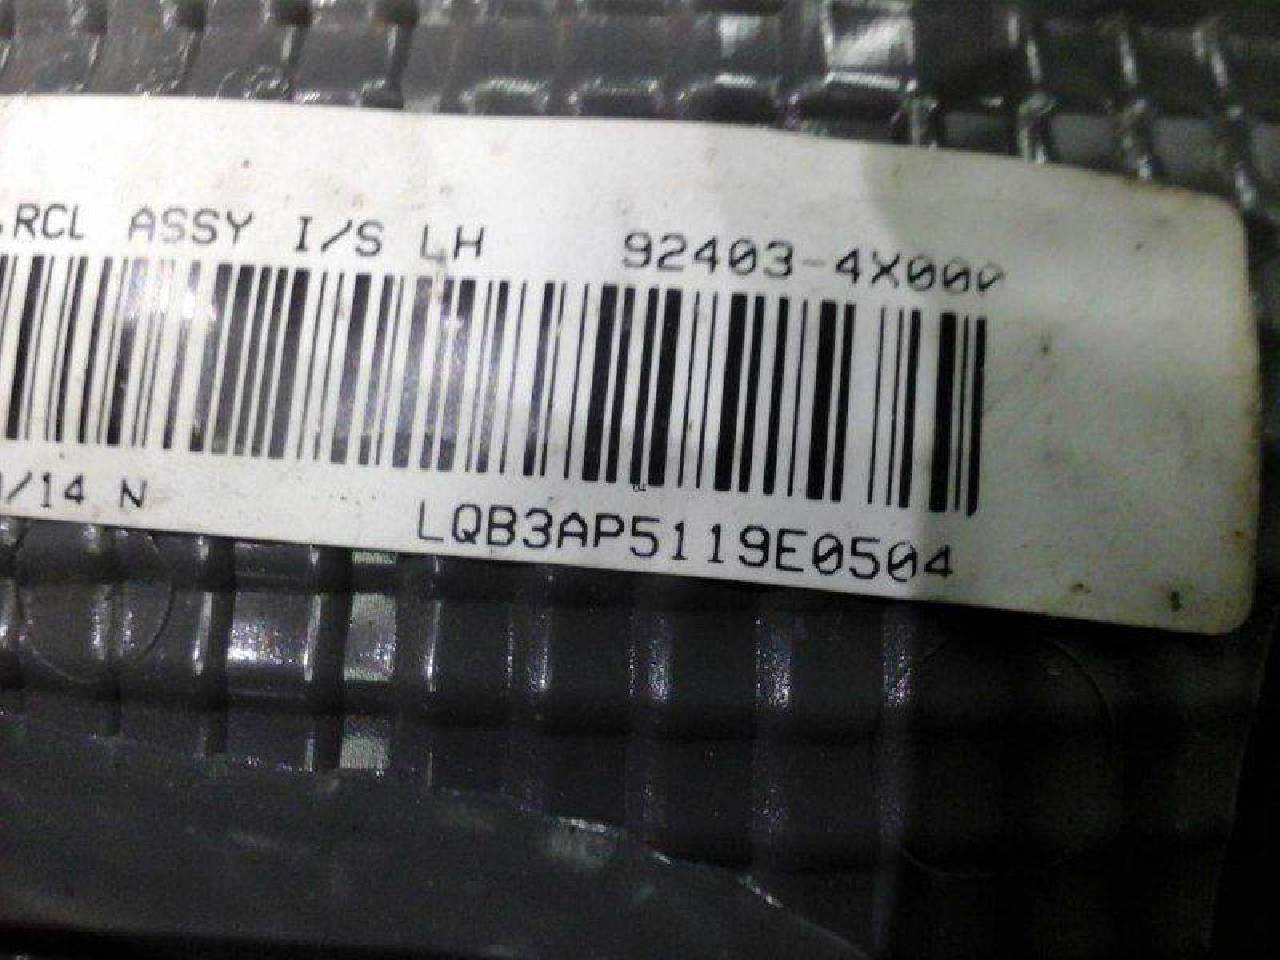 .RCL ASSY I/S LH 92403-4X000
/14 N
LQB3AP5119E0504